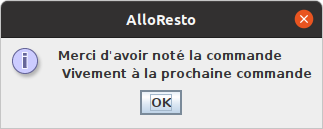 AlloResto
Merci d'avoir noté la commande
Vivement à la prochaine commande
OK